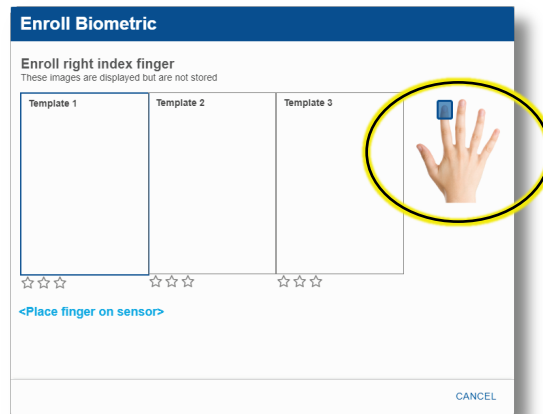 Enroll Biometric
Enroll right index finger
These images are displayed but are not stored
Template 1
Template 2
Template 3
<Place finger on sensor>
CANCEL